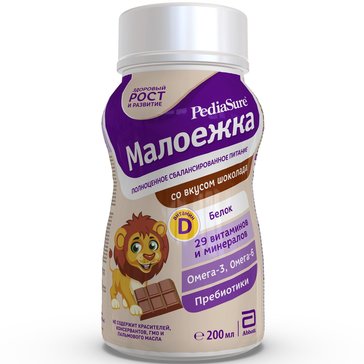 ЗДОРОВЫЙ
РОСТ
И РАЗВИТИЕ
PediaSure®
Малоежка
ПОЛНОЦЕННОЕ СБАЛАНСИРОВАННОЕ ПИТАНИЕ
СО ВКУСОМ ШОКОЛАДА
ВИТАМИН
D
Белок
29 витаминов
и минералов
Омега-3, Омега-6
Пребиотики
НЕ СОДЕРЖИТ КРАСИТЕЛЕЙ,
КОНСЕРВАНТОВ, ГМО И
ПАЛЬМОВОГО МАСЛА
℮ 200 мл
Abbott